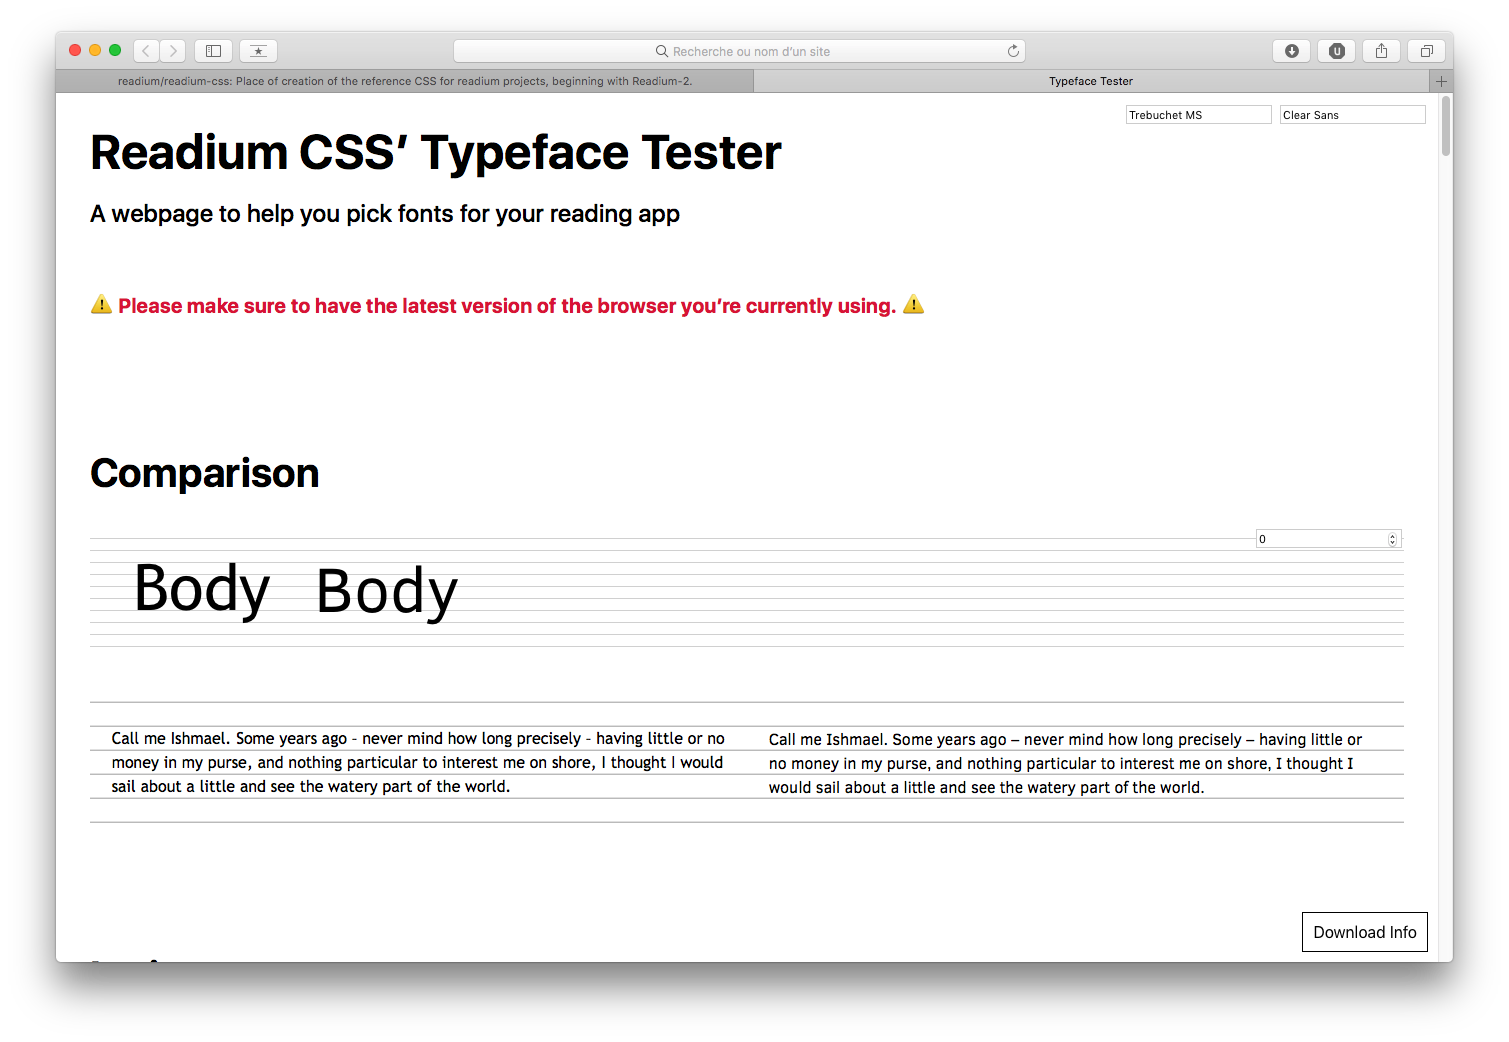 Recherche ou nom d'un site
readium/readium-css: Place of creation of the reference CSS for readium projects, beginning with Readium-2.
Typeface Tester
Trebuchet MS
Clear Sans
Readium CSS’ Typeface Tester
A webpage to help you pick fonts for your reading app
⚠️ Please make sure to have the latest version of the browser you’re currently using. ⚠️
Comparison
0
Body Body
Call me Ishmael. Some years ago – never mind how long precisely – having little or no
money in my purse, and nothing particular to interest me on shore, I thought I would
sail about a little and see the watery part of the world.
Call me Ishmael. Some years ago – never mind how long precisely – having little or
no money in my purse, and nothing particular to interest me on shore, I thought I
would sail about a little and see the watery part of the world.
Download Info